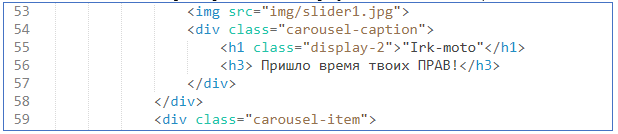 53 <img src="img/slider1.jpg">
54 <div class="carousel-caption">
55 <h1 class="display-2">"Irk-moto"</h1>
56 <h3> Пришло время твоих ПРАВ!</h3>
57 </div>
58 </div>
59 <div class="carousel-item">